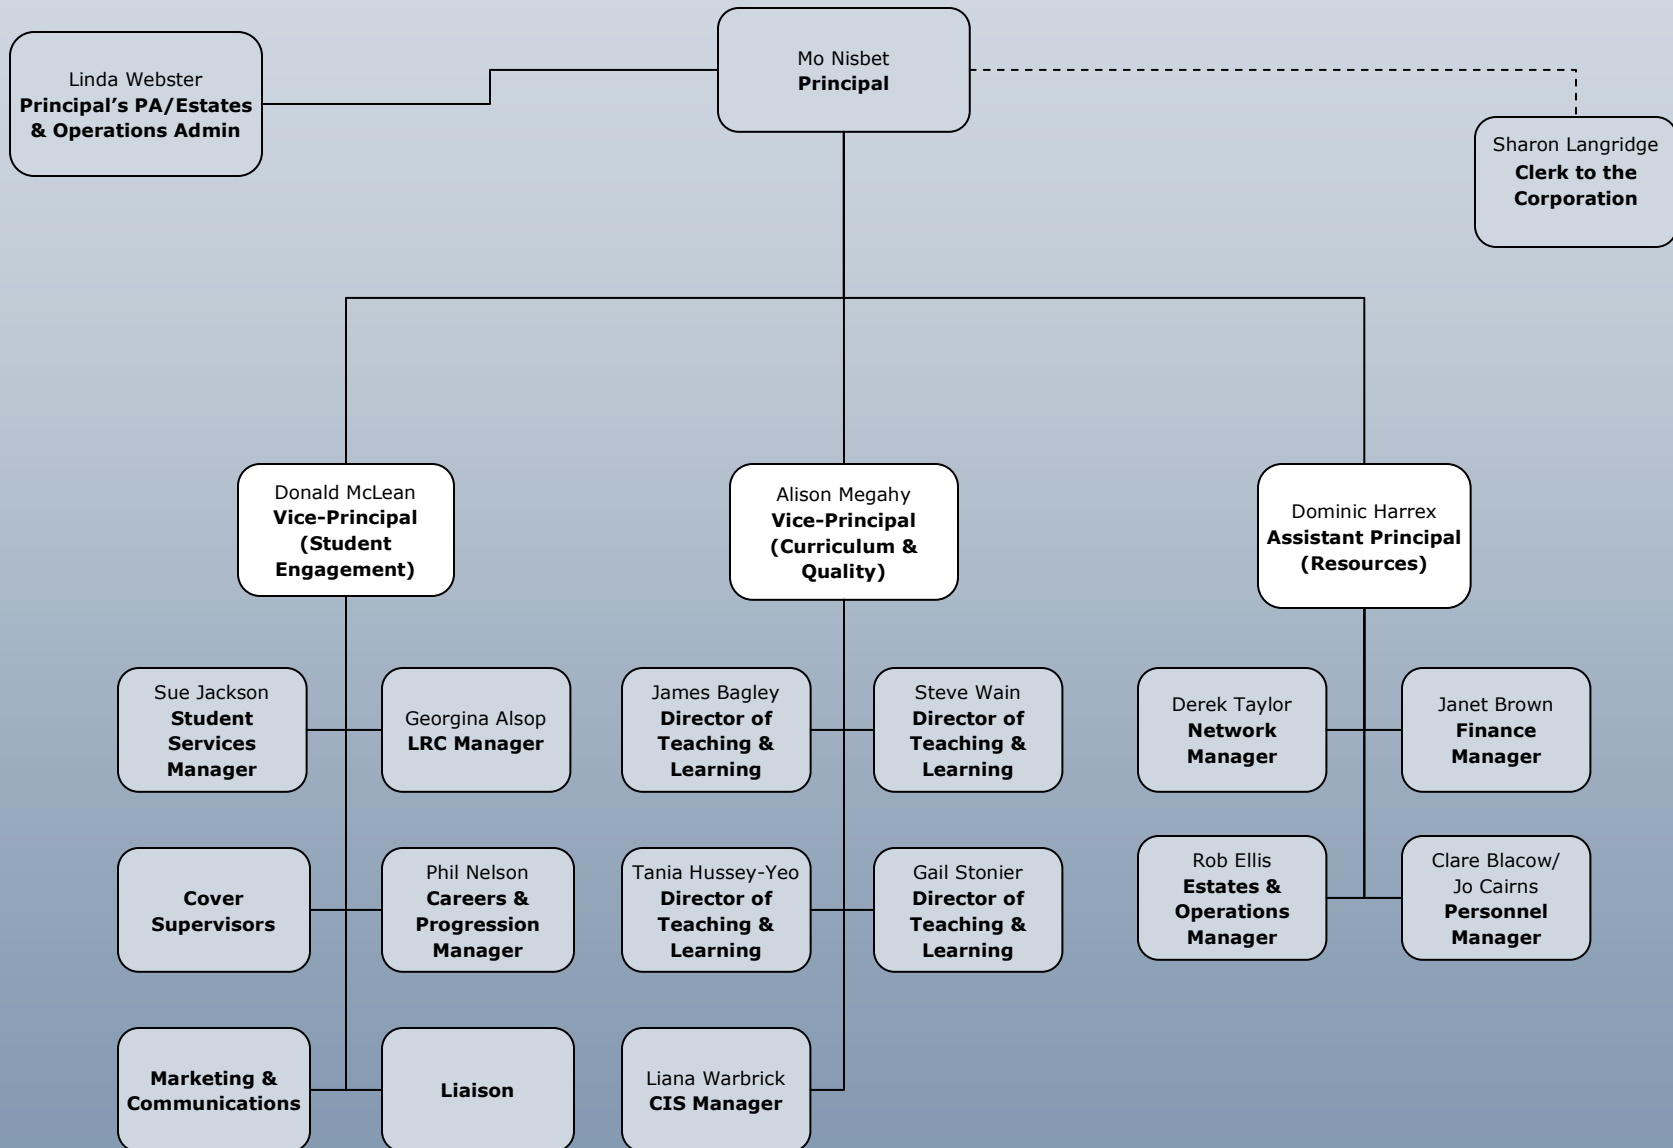 Linda Webster
Principal’s PA/Estates
& Operations Admin
Mo Nisbet
Principal
Sharon Langridge
Clerk to the
Corporation
Donald McLean
Vice-Principal
(Student
Engagement)
Alison Megahy
Vice-Principal
(Curriculum &
Quality)
Dominic Harrex
Assistant Principal
(Resources)
Sue Jackson
Student
Services
Manager
Georgina Alsop
LRC Manager
James Bagley
Director of
Teaching &
Learning
Steve Wain
Director of
Teaching &
Learning
Derek Taylor
Network
Manager
Janet Brown
Finance
Manager
Cover
Supervisors
Phil Nelson
Careers &
Progression
Manager
Tania Hussey-Yeo
Director of
Teaching &
Learning
Gail Stonier
Director of
Teaching &
Learning
Rob Ellis
Estates &
Operations
Manager
Clare Blacow/
Jo Cairns
Personnel
Manager
Marketing &
Communications
Liaison
Liana Warbrick
CIS Manager